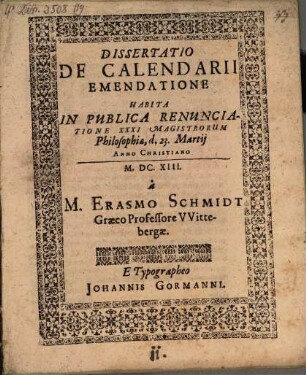 DISSERTATIO
DE CALENDARII
EMENDATIONE
HABITA
IN PUBLICA RENUNCIA-
TIONE XXXI MAGISTRORUM
Philosophiæ, d. 23. Martij
ANNO CHRISTIANO
M. DC. XIII.
à
M. ERASMO SCHMIDT
Græco Professore VVitte-
bergæ.
E Typographeo
JOHANNIS GORMANNI.
ij.